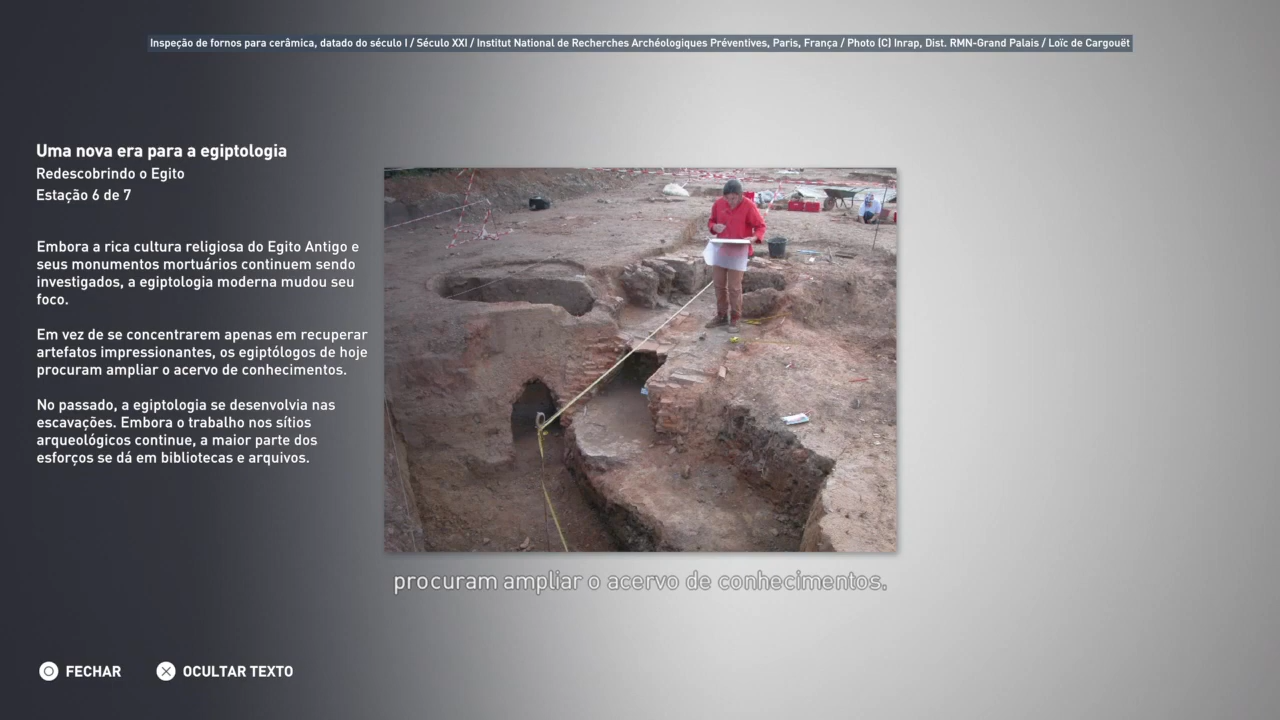 Inspeção de fornos para cerâmica, datado do século I / Século XXI / Institut National de Recherches Archéologiques Préventives, Paris, França / Photo (C) Inrap, Dist. RMN-Grand Palais / Loïc de Cargouët
Uma nova era para a egiptologia
Redescobrindo o Egito
Estação 6 de 7
Embora a rica cultura religiosa do Egito Antigo e
seus monumentos mortuários continuem sendo
investigados, a egiptologia moderna mudou seu
foco.
Em vez de se concentrarem apenas em recuperar
artefatos impressionantes, os egiptólogos de hoje
procuram ampliar o acervo de conhecimentos.
No passado, a egiptologia se desenvolvia nas
escavações. Embora o trabalho nos sítios
arqueológicos continue, a maior parte dos
esforços se dá em bibliotecas e arquivos.
procuram ampliar o acervo de conhecimentos.
FECHAR
OCULTAR TEXTO